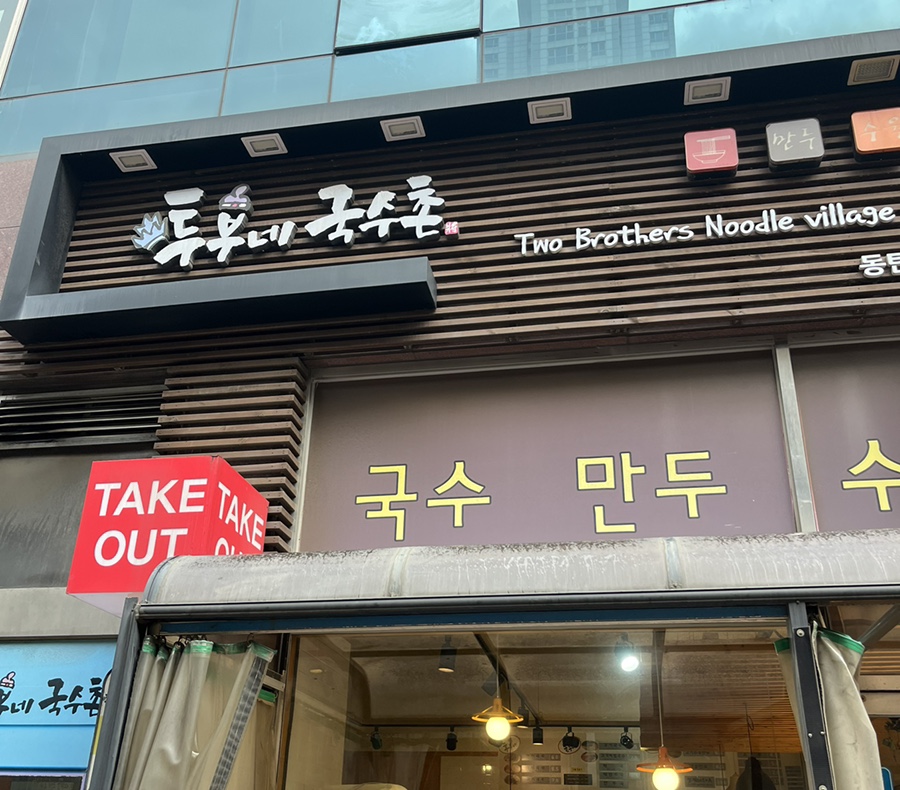 만두
투부네 국수촌
Two Brothers Noodle village
국수 만두
TAKE
OUT
TAKE
국수촌